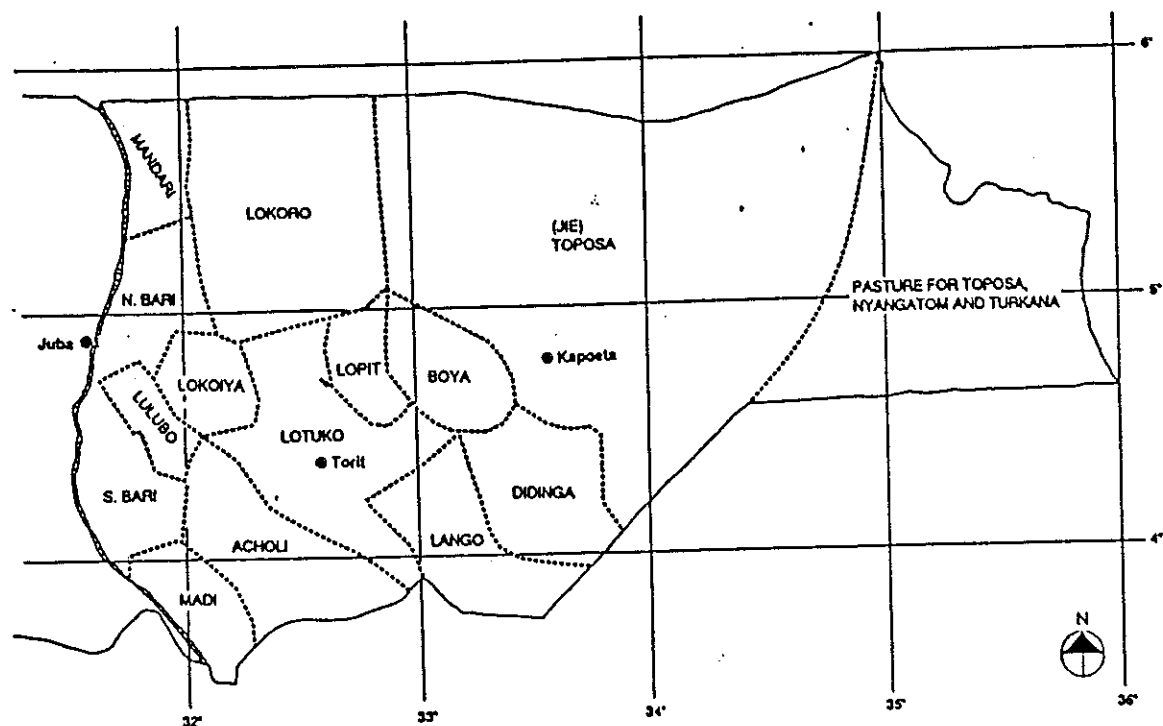 6°
MANDARI
LOKORO
(JIE)
TOPOSA
N. BARI
PASTURE FOR TOPOSA,
NYANGATOM AND TURKANA
5°
Juba
LOKOIYA
LOPIT
BOYA
Kapoeta
LULUBO
LOTUKO
Torit
S. BARI
DIDINGA
ACHOLI
LANGO
4°
MADI
N
32°
33°
34°
35°
36°